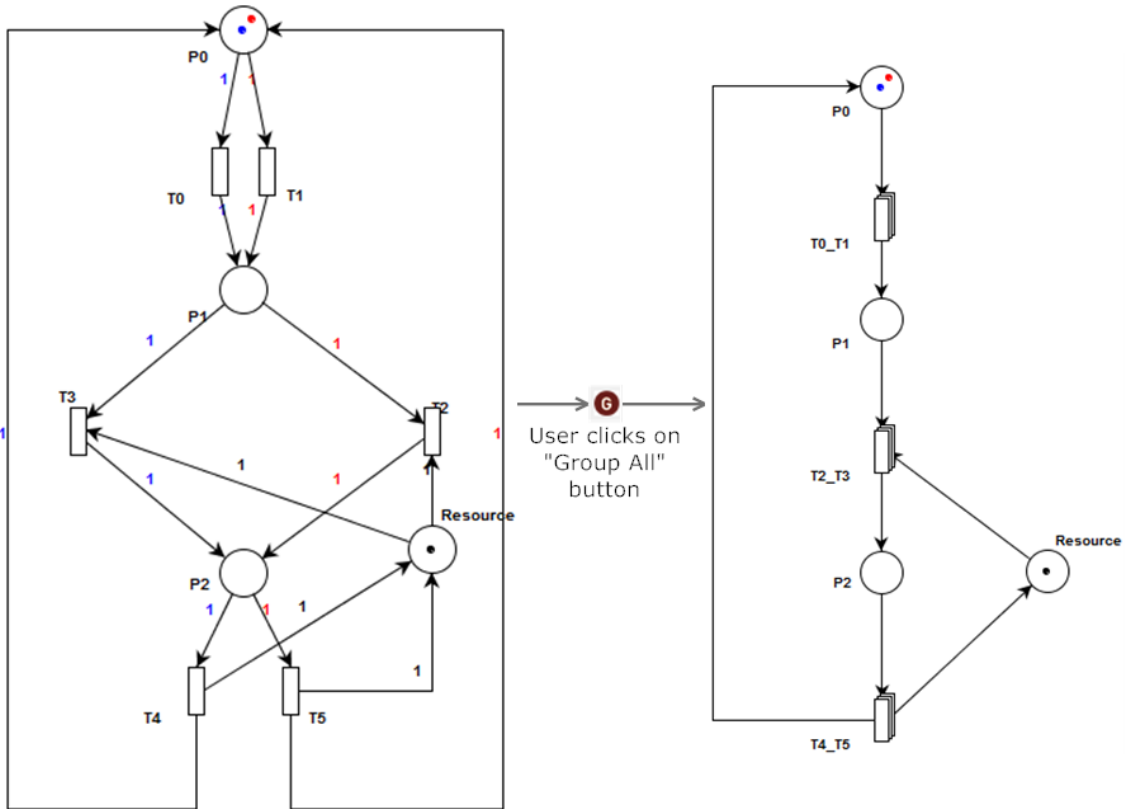 P0
1
1
T0
T1
1
1
P1
1
1
T3
T2
1
1
1
1
1
1
Resource
P2
1
1
1
1
T4
T5
G
User clicks on
"Group All"
button
P0
T0_T1
P1
T2_T3
Resource
P2
T4_T5